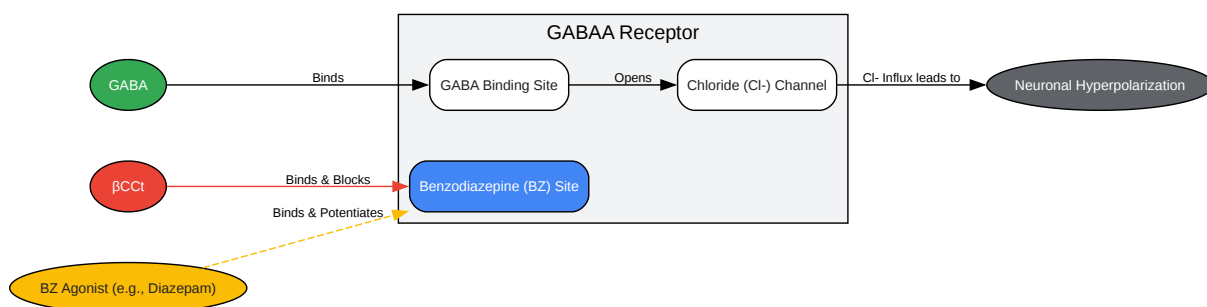 GABAA Receptor
GABA
Binds
GABA Binding Site
Opens
Chloride (Cl-) Channel
Cl- Influx leads to
Neuronal Hyperpolarization
βCCt
Binds & Blocks
Benzodiazepine (BZ) Site
Binds & Potentiates
BZ Agonist (e.g., Diazepam)